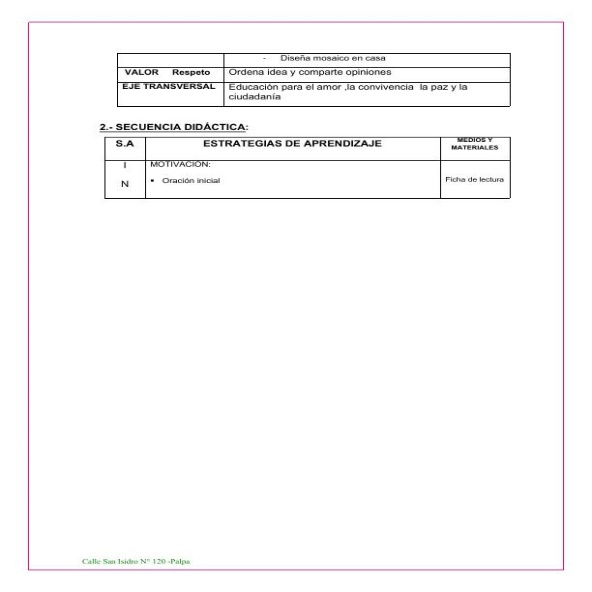 - Diseña mosaico en casa
VALOR Respeto Ordena idea y comparte opiniones
EJE TRANSVERSAL Educación para el amor ,la convivencia la paz y la
ciudadanía
2.- SECUENCIA DIDÁCTICA:
S.A ESTRATEGIAS DE APRENDIZAJE MEDIOS Y
MATERIALES
I MOTIVACION:
N ▪ Oración inicial Ficha de lectura
Calle San Isidro N° 120 -Palpa